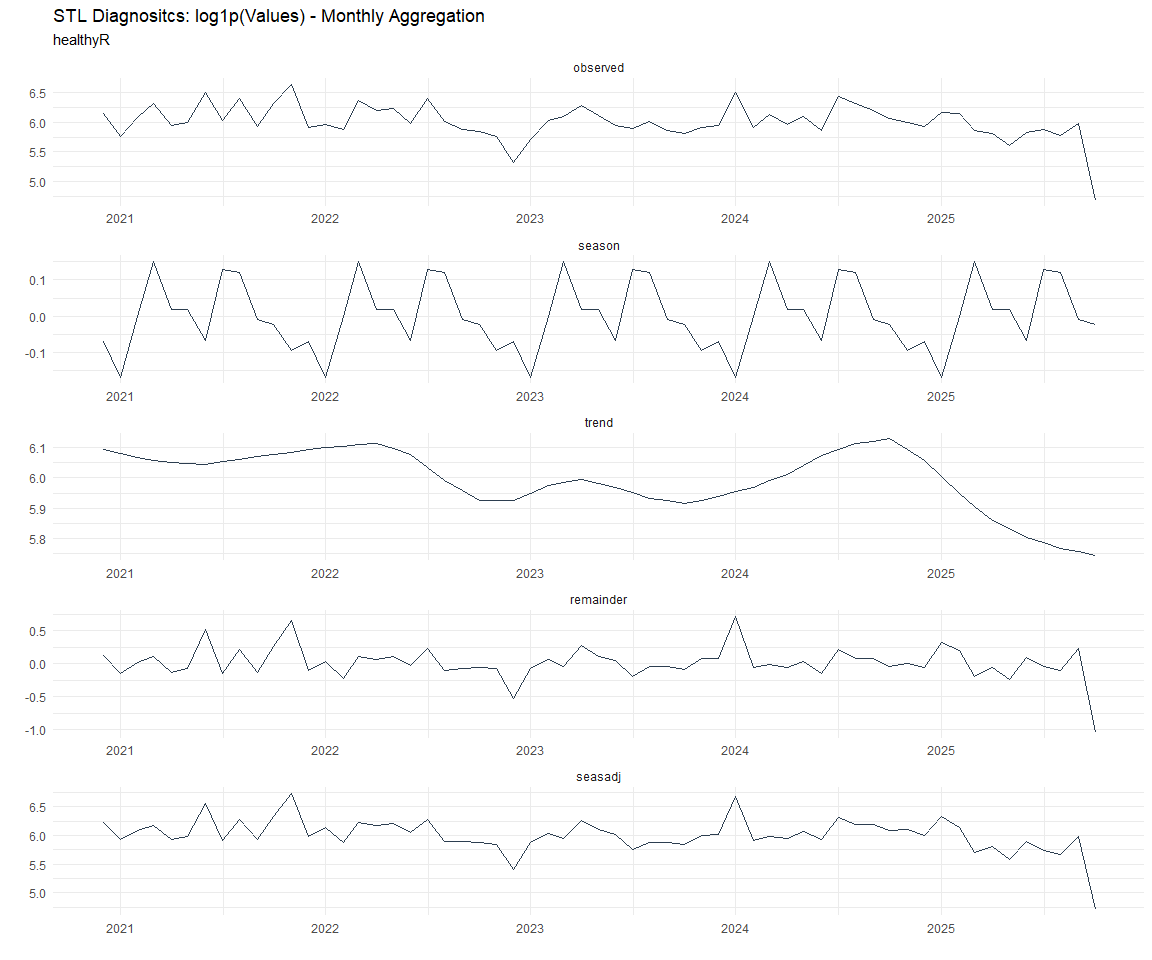 STL Diagnositcs: log1p(Values) - Monthly Aggregation
healthyR
observed
6.5
6.0
5.5
5.0
2021 2022 2023 2024 2025
season
0.1
0.0
-0.1
2021 2022 2023 2024 2025
trend
6.1
6.0
5.9
5.8
2021 2022 2023 2024 2025
remainder
0.5
0.0
-0.5
-1.0
2021 2022 2023 2024 2025
seasadj
6.5
6.0
5.5
5.0
2021 2022 2023 2024 2025